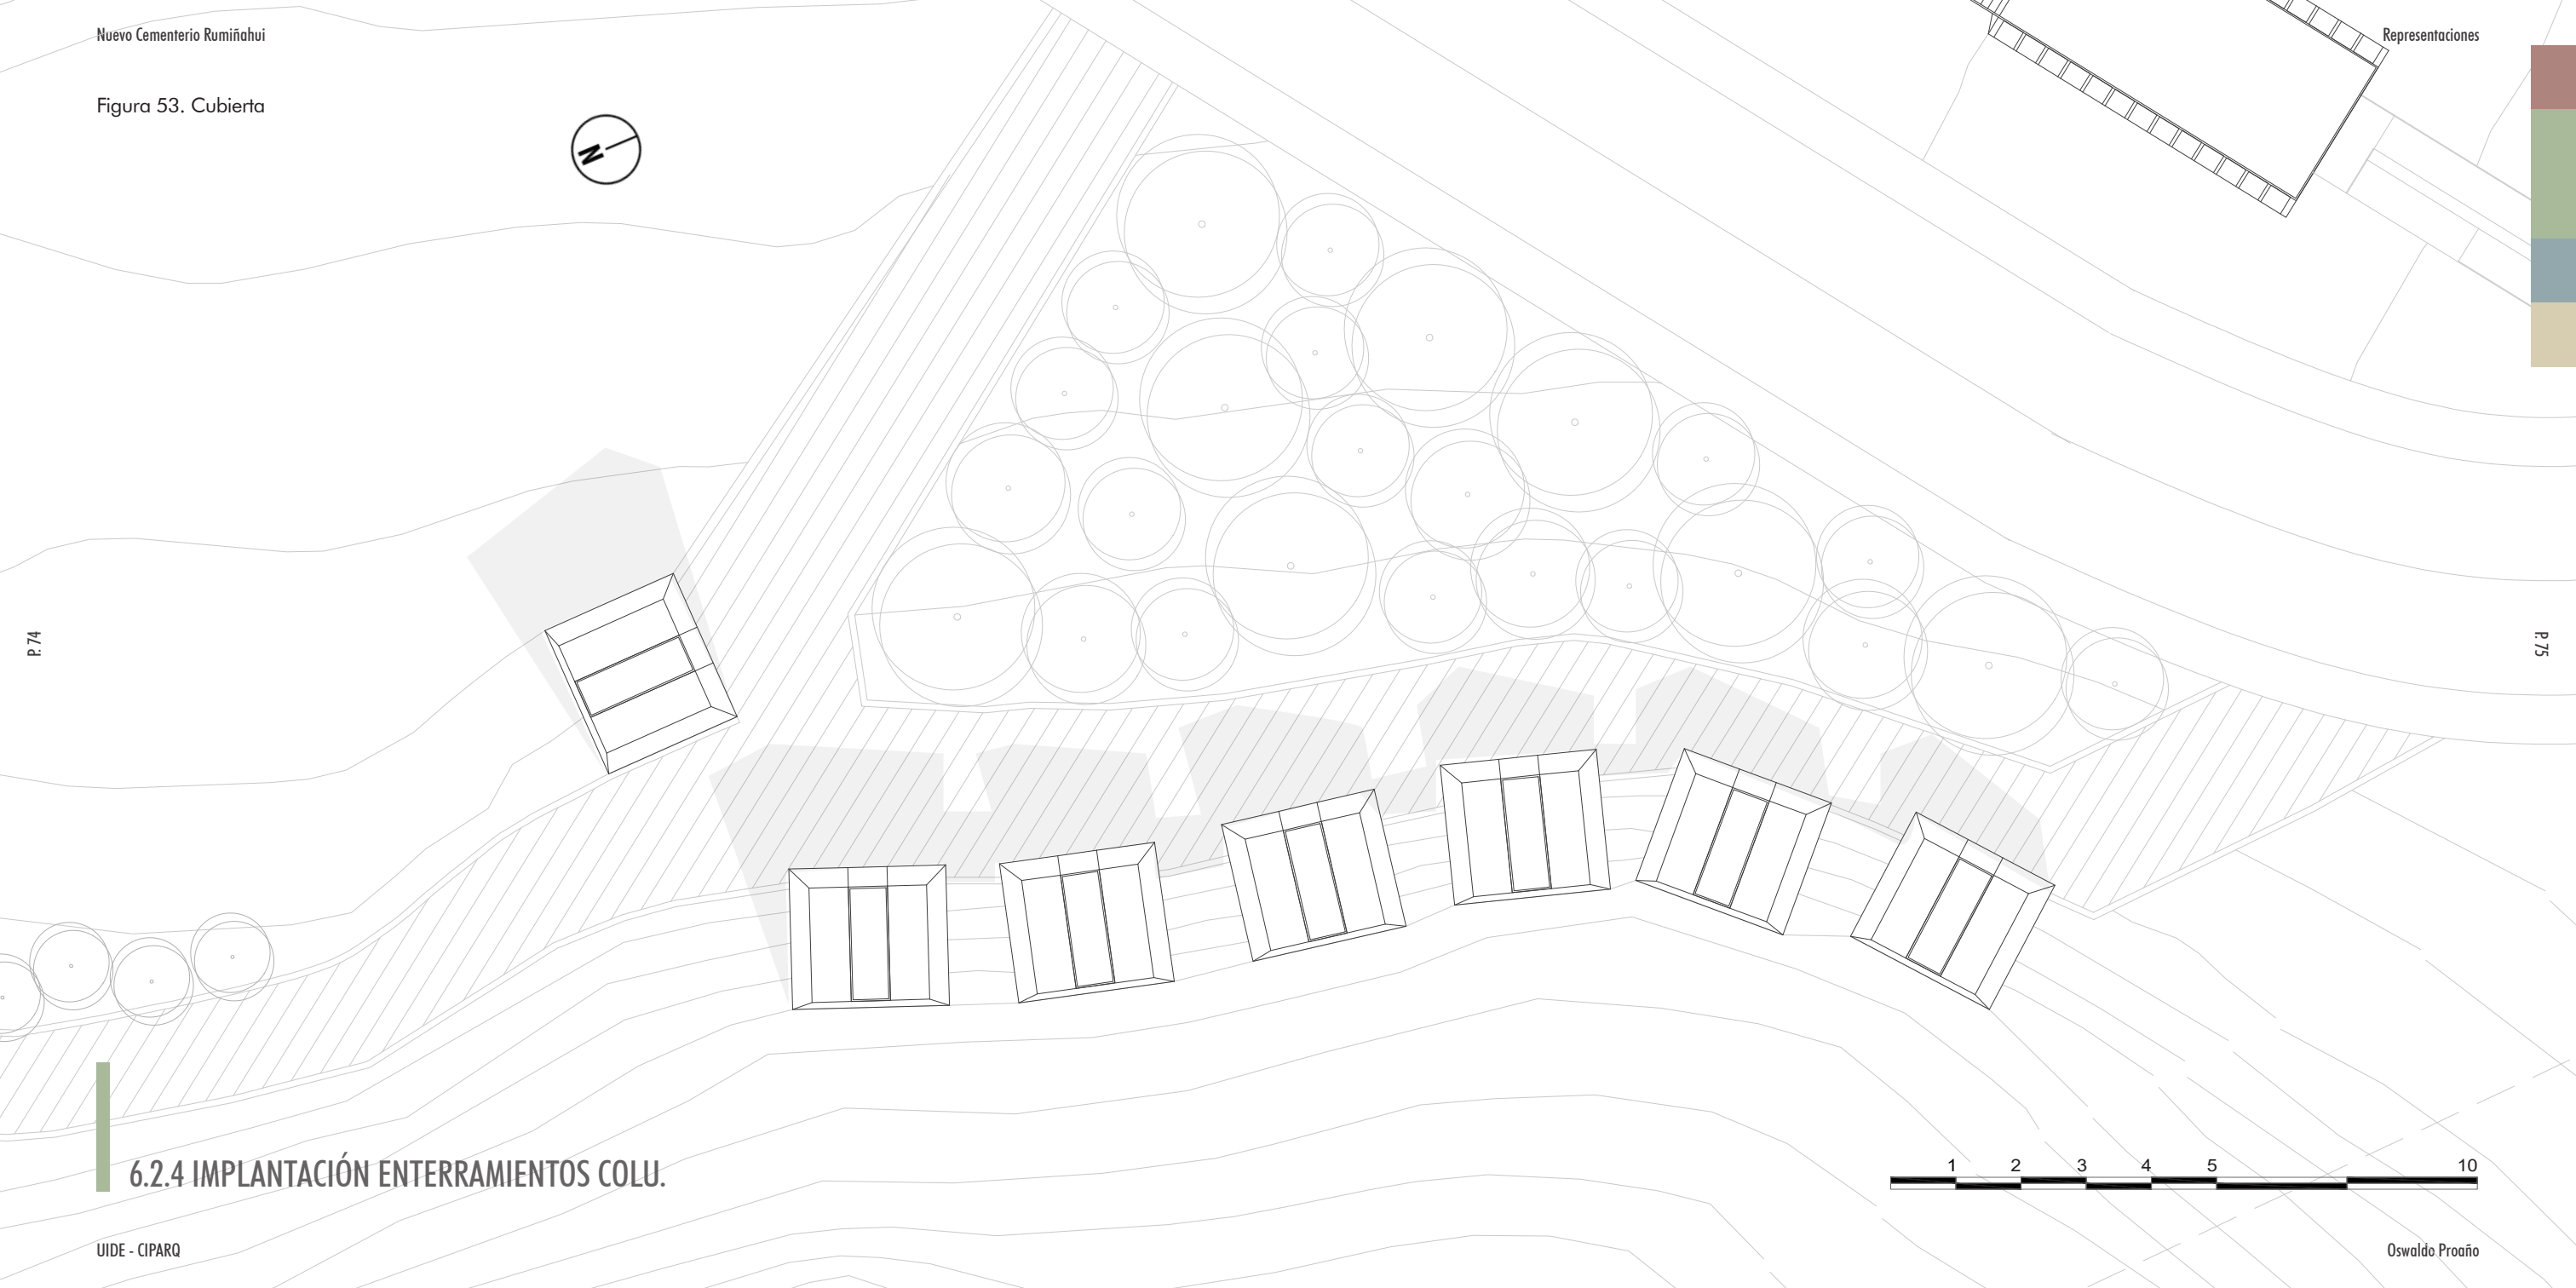 Nuevo Cementerio Rumiñahui
Representaciones
Figura 53. Cubierta
N
P. 74
P. 75
6.2.4 IMPLANTACIÓN ENTERRAMIENTOS COLU.
1 2 3 4 5 10
UIDE - CIPARQ
Oswaldo Proaño